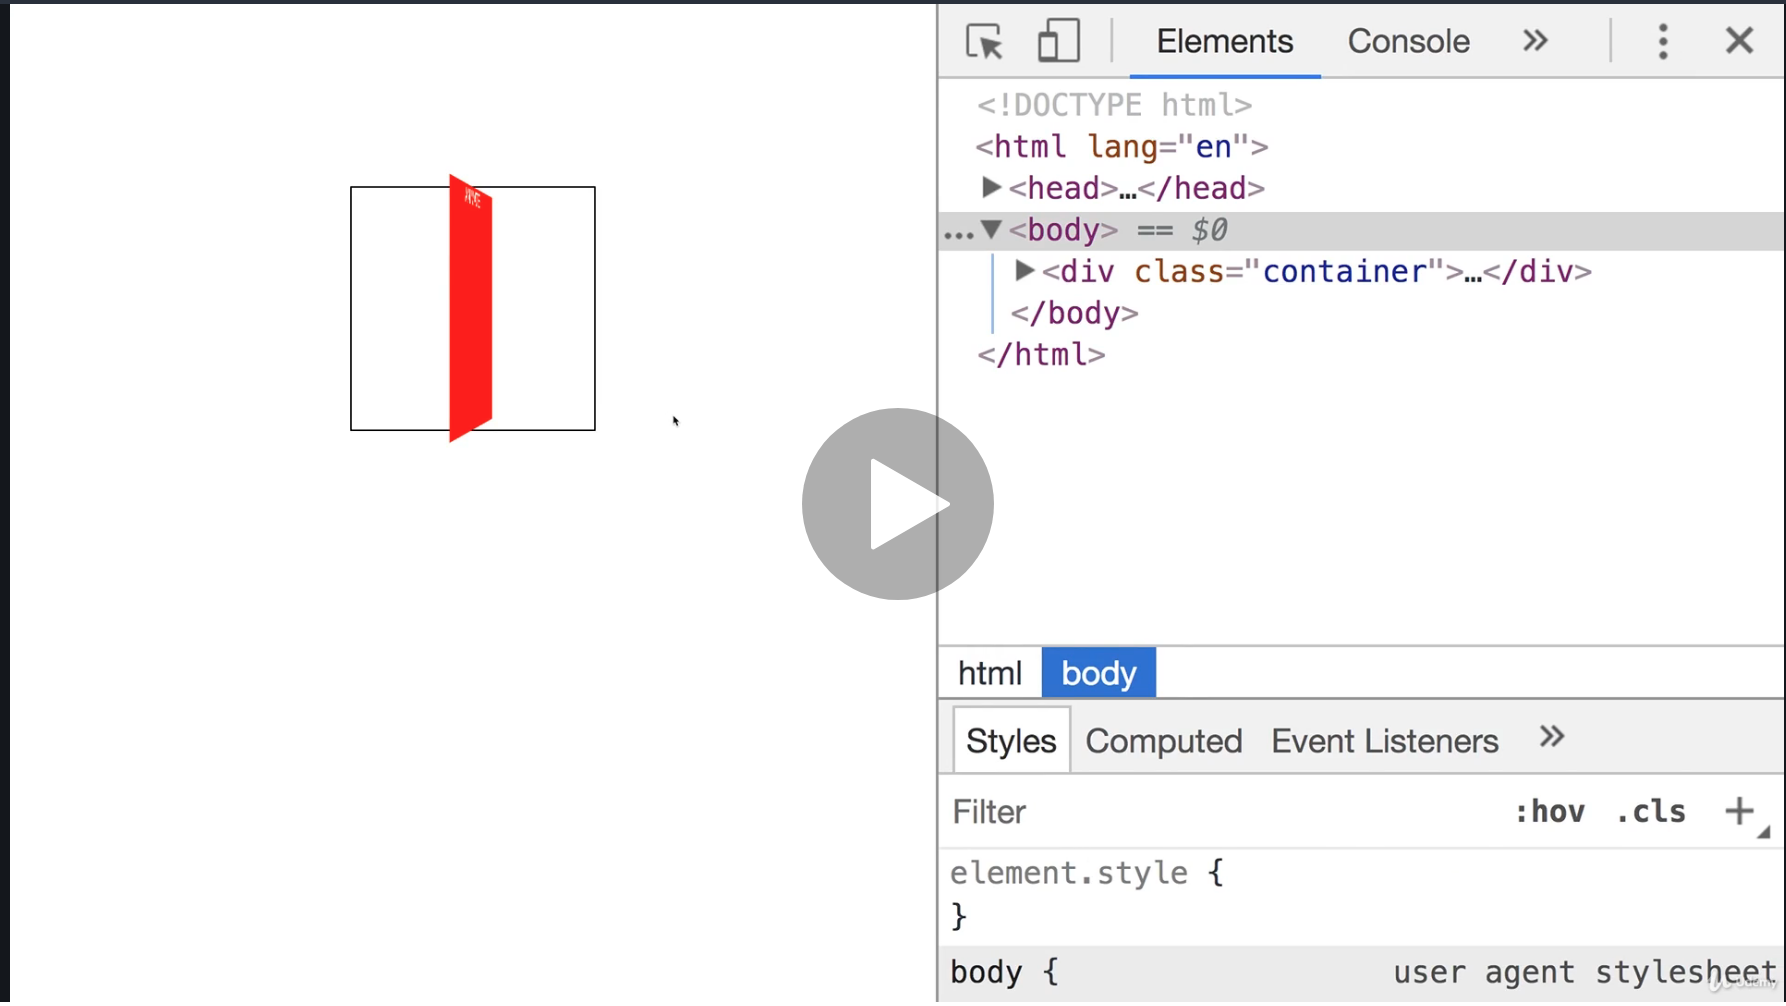 Elements Console »
<!DOCTYPE html>
<html lang="en">
<head>…</head>
… <body> == $0
<div class="container">…</div>
</body>
</html>
html body
Styles Computed Event Listeners »
Filter :hov .cls +
element.style {
}
body { user agent stylesheet
Udemy